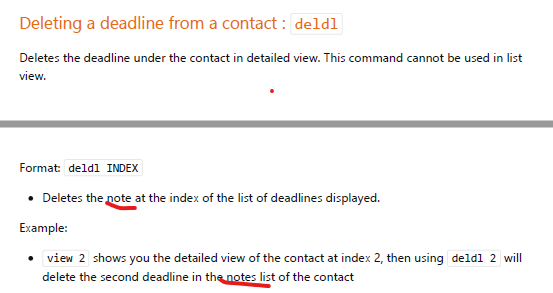 Deleting a deadline from a contact : deldl
Deletes the deadline under the contact in detailed view. This command cannot be used in list
view.
Format: deldl INDEX
• Deletes the note at the index of the list of deadlines displayed.
Example:
• view 2 shows you the detailed view of the contact at index 2, then using deldl 2 will
delete the second deadline in the notes list of the contact